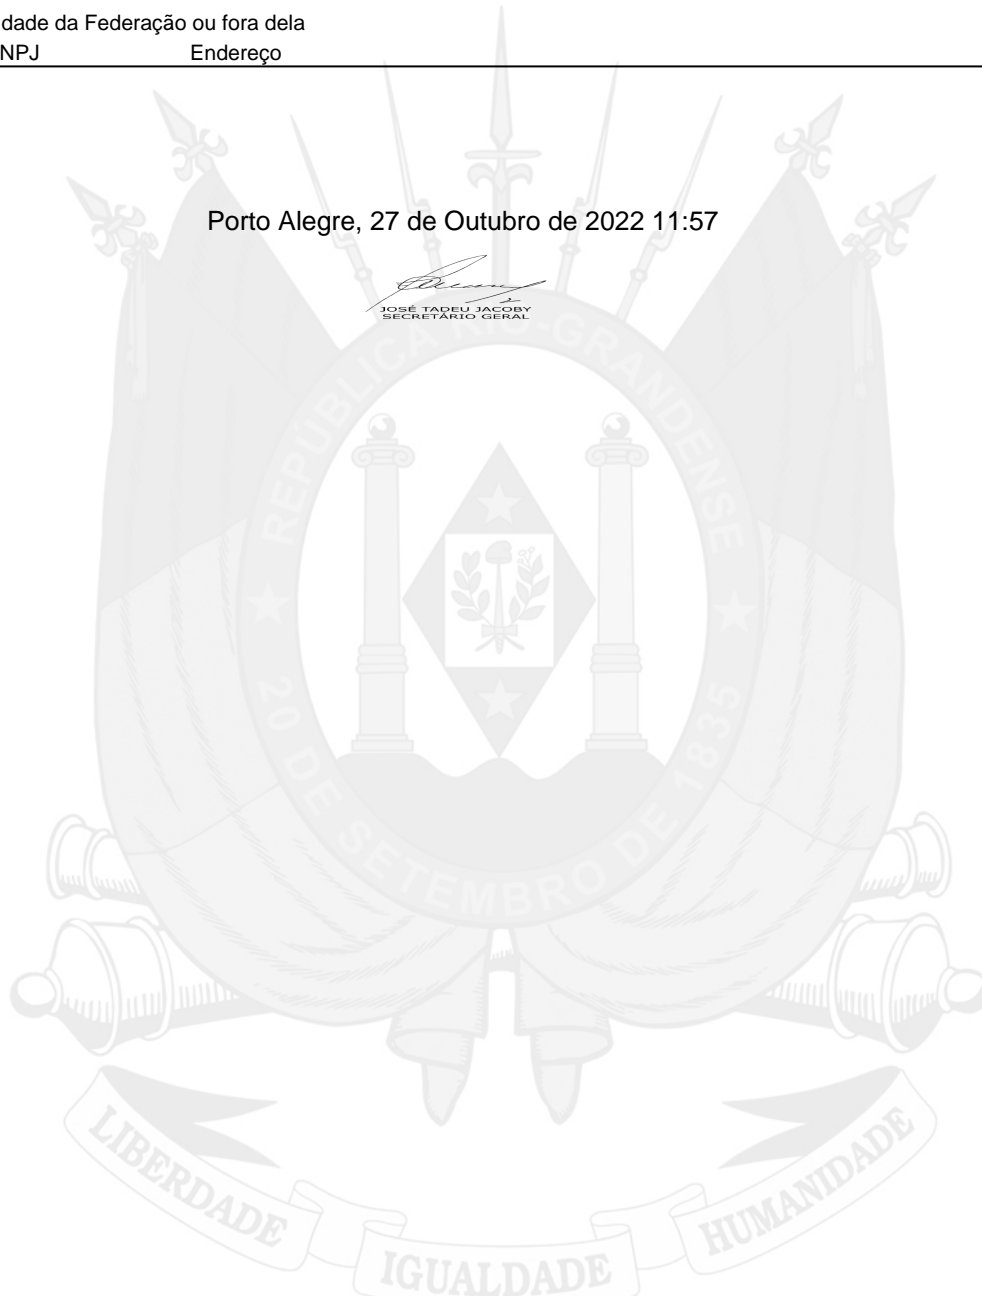 dade da Federação ou fora dela
NPJ Endereço
Porto Alegre, 27 de Outubro de 2022 11:57
JOSÉ TADEU JACOBY
SECRETÁRIO GERAL
REPÚBLICA RIO-GRANDENSE
20 DE SETEMBRO DE 1835
LIBERDADE
IGUALDADE
HUMANIDADE